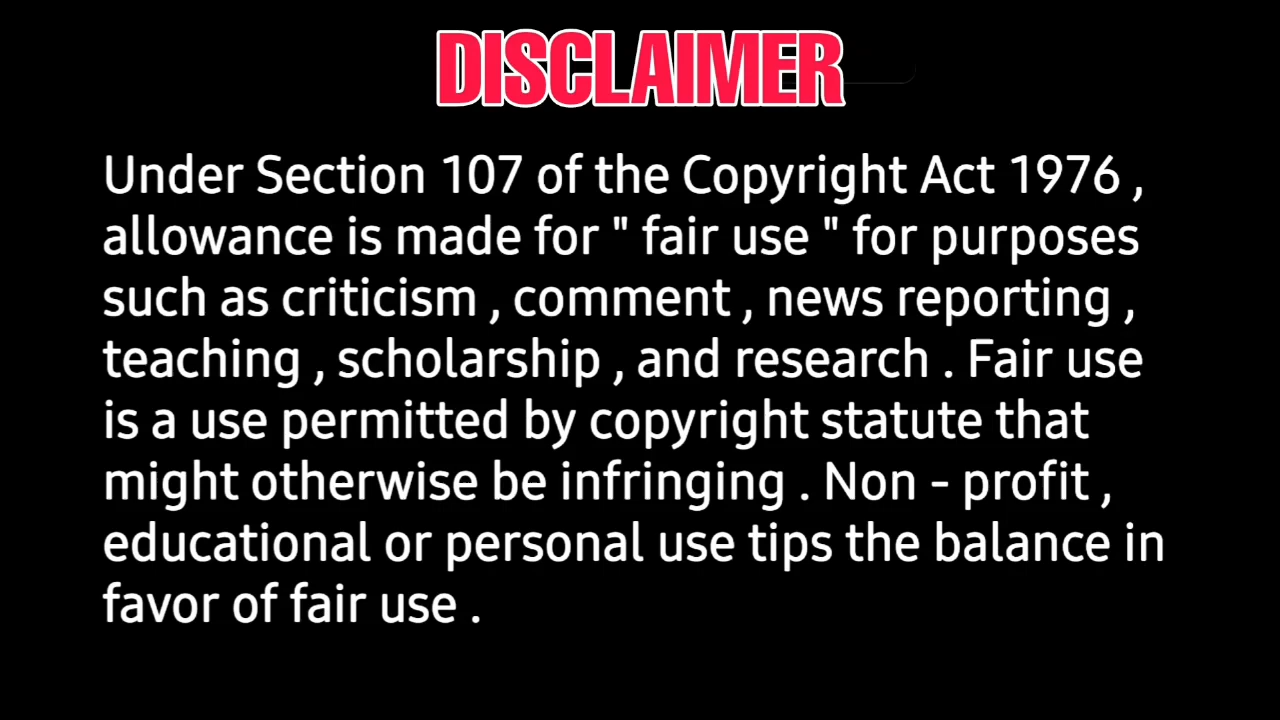 DISCLAIMER
Under Section 107 of the Copyright Act 1976 ,
allowance is made for " fair use " for purposes
such as criticism , comment , news reporting ,
teaching , scholarship , and research . Fair use
is a use permitted by copyright statute that
might otherwise be infringing . Non - profit ,
educational or personal use tips the balance in
favor of fair use .